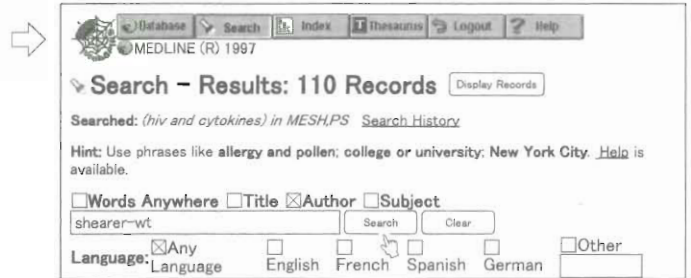 Database Search Index Thesaurus Logout Help
MEDLINE (R) 1997
Search - Results: 110 Records Display Records
Searched: (hiv and cytokines) in MESH,PS Search History
Hint: Use phrases like allergy and pollen; college or university; New York City. Help is
available.
Words Anywhere Title Author Subject
shearer-wt Search Clear
Language: Any Language English French Spanish German Other